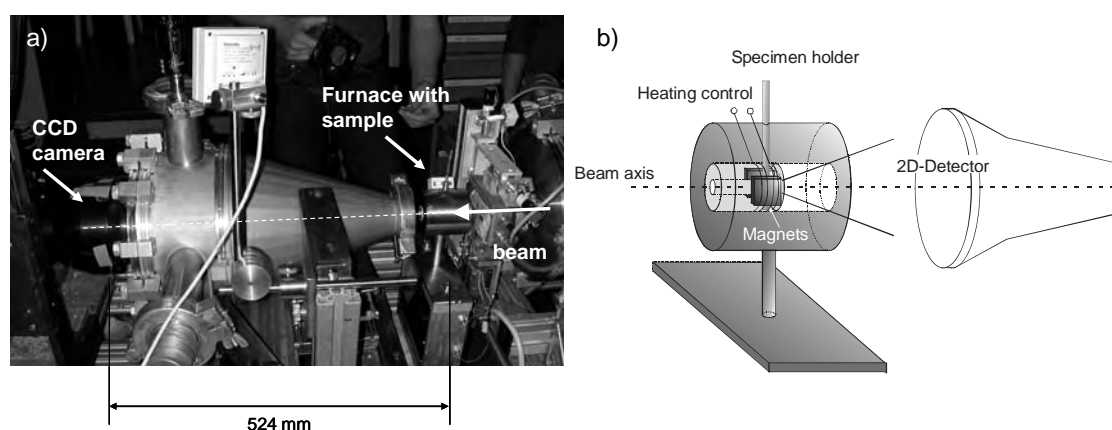 a)
CCD
camera
Furnace with
sample
beam
524 mm
b)
Specimen holder
Heating control
Beam axis
2D-Detector
Magnets